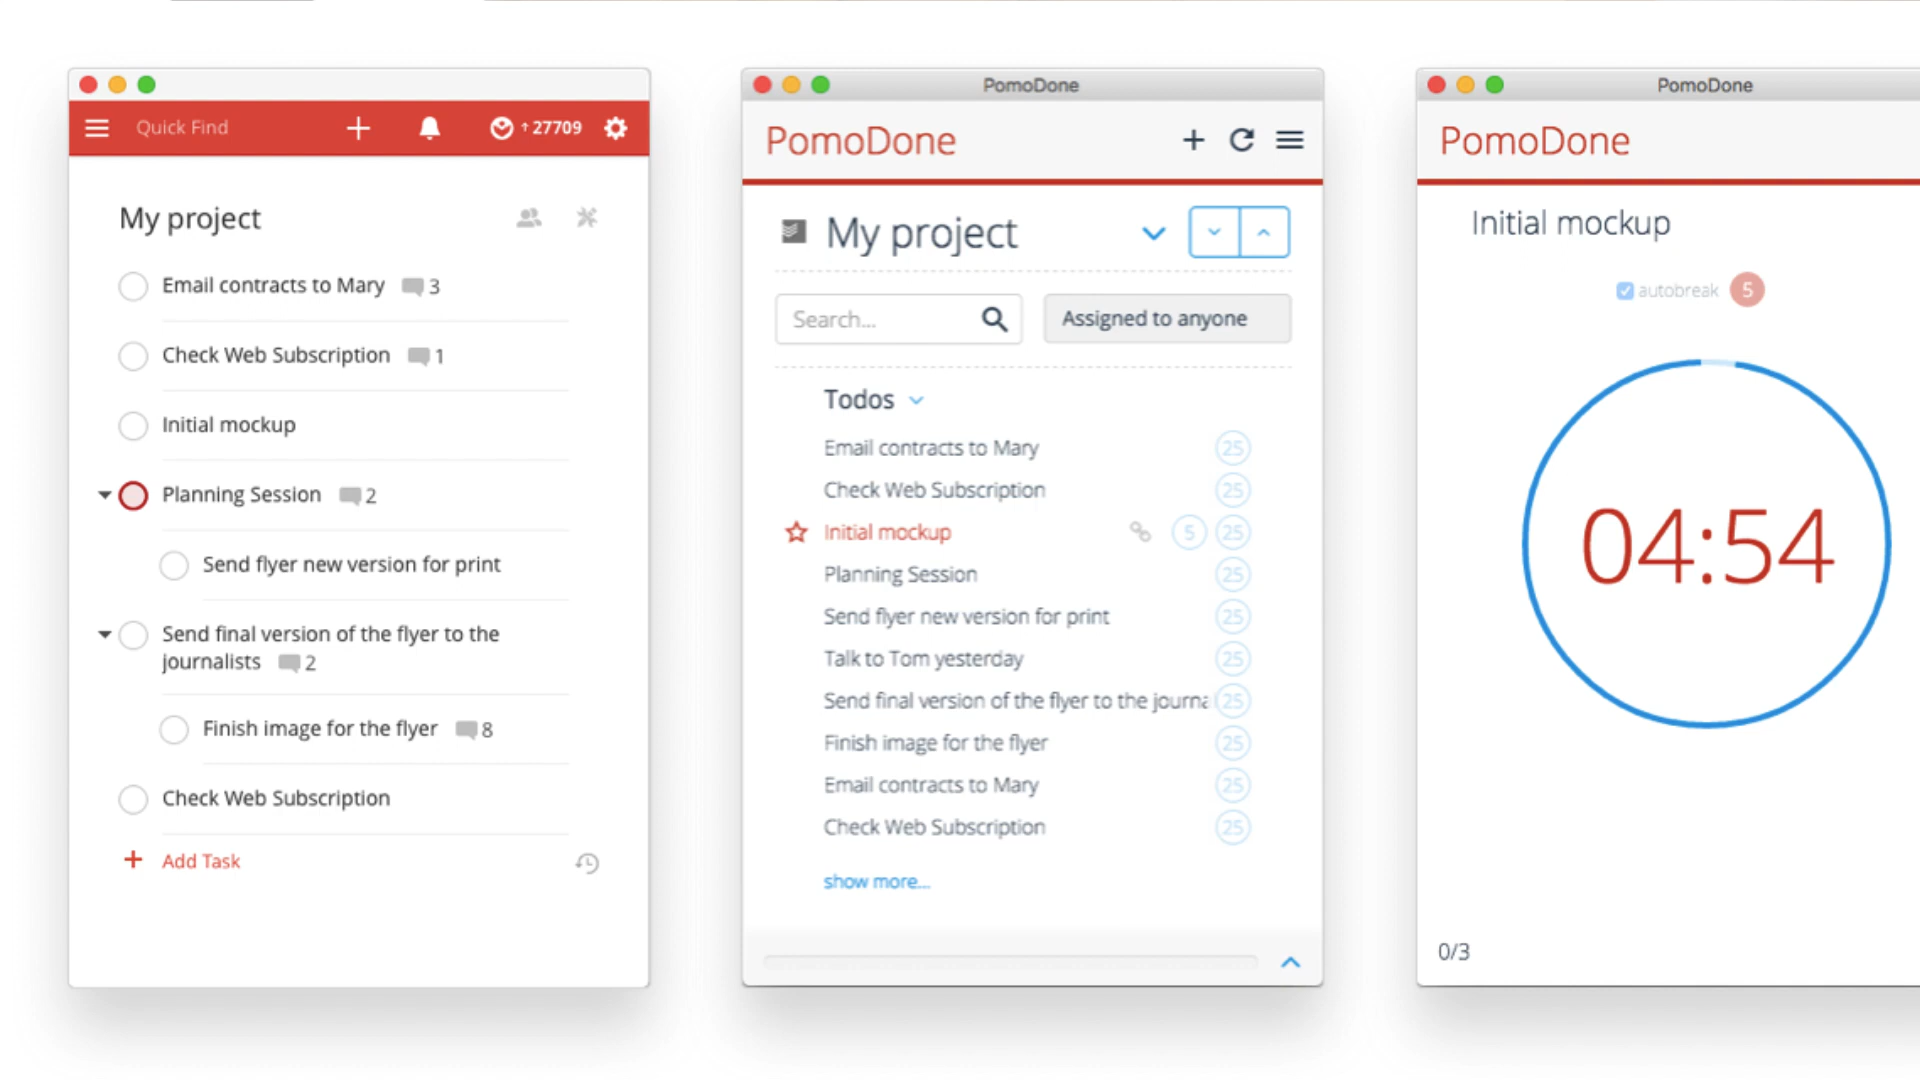 Quick Find
27709
My project
Email contracts to Mary 3
Check Web Subscription 1
Initial mockup
Planning Session 2
Send flyer new version for print
Send final version of the flyer to the
journalists 2
Finish image for the flyer 8
Check Web Subscription
+ Add Task
PomoDone
PomoDone
My project
Search...
Assigned to anyone
Todos
Email contracts to Mary 25
Check Web Subscription 25
Initial mockup 5 25
Planning Session 25
Send flyer new version for print 25
Talk to Tom yesterday 25
Send final version of the flyer to the journa 25
Finish image for the flyer 25
Email contracts to Mary 25
Check Web Subscription 25
show more...
PomoDone
PomoDone
Initial mockup
autobreak 5
04:54
0/3